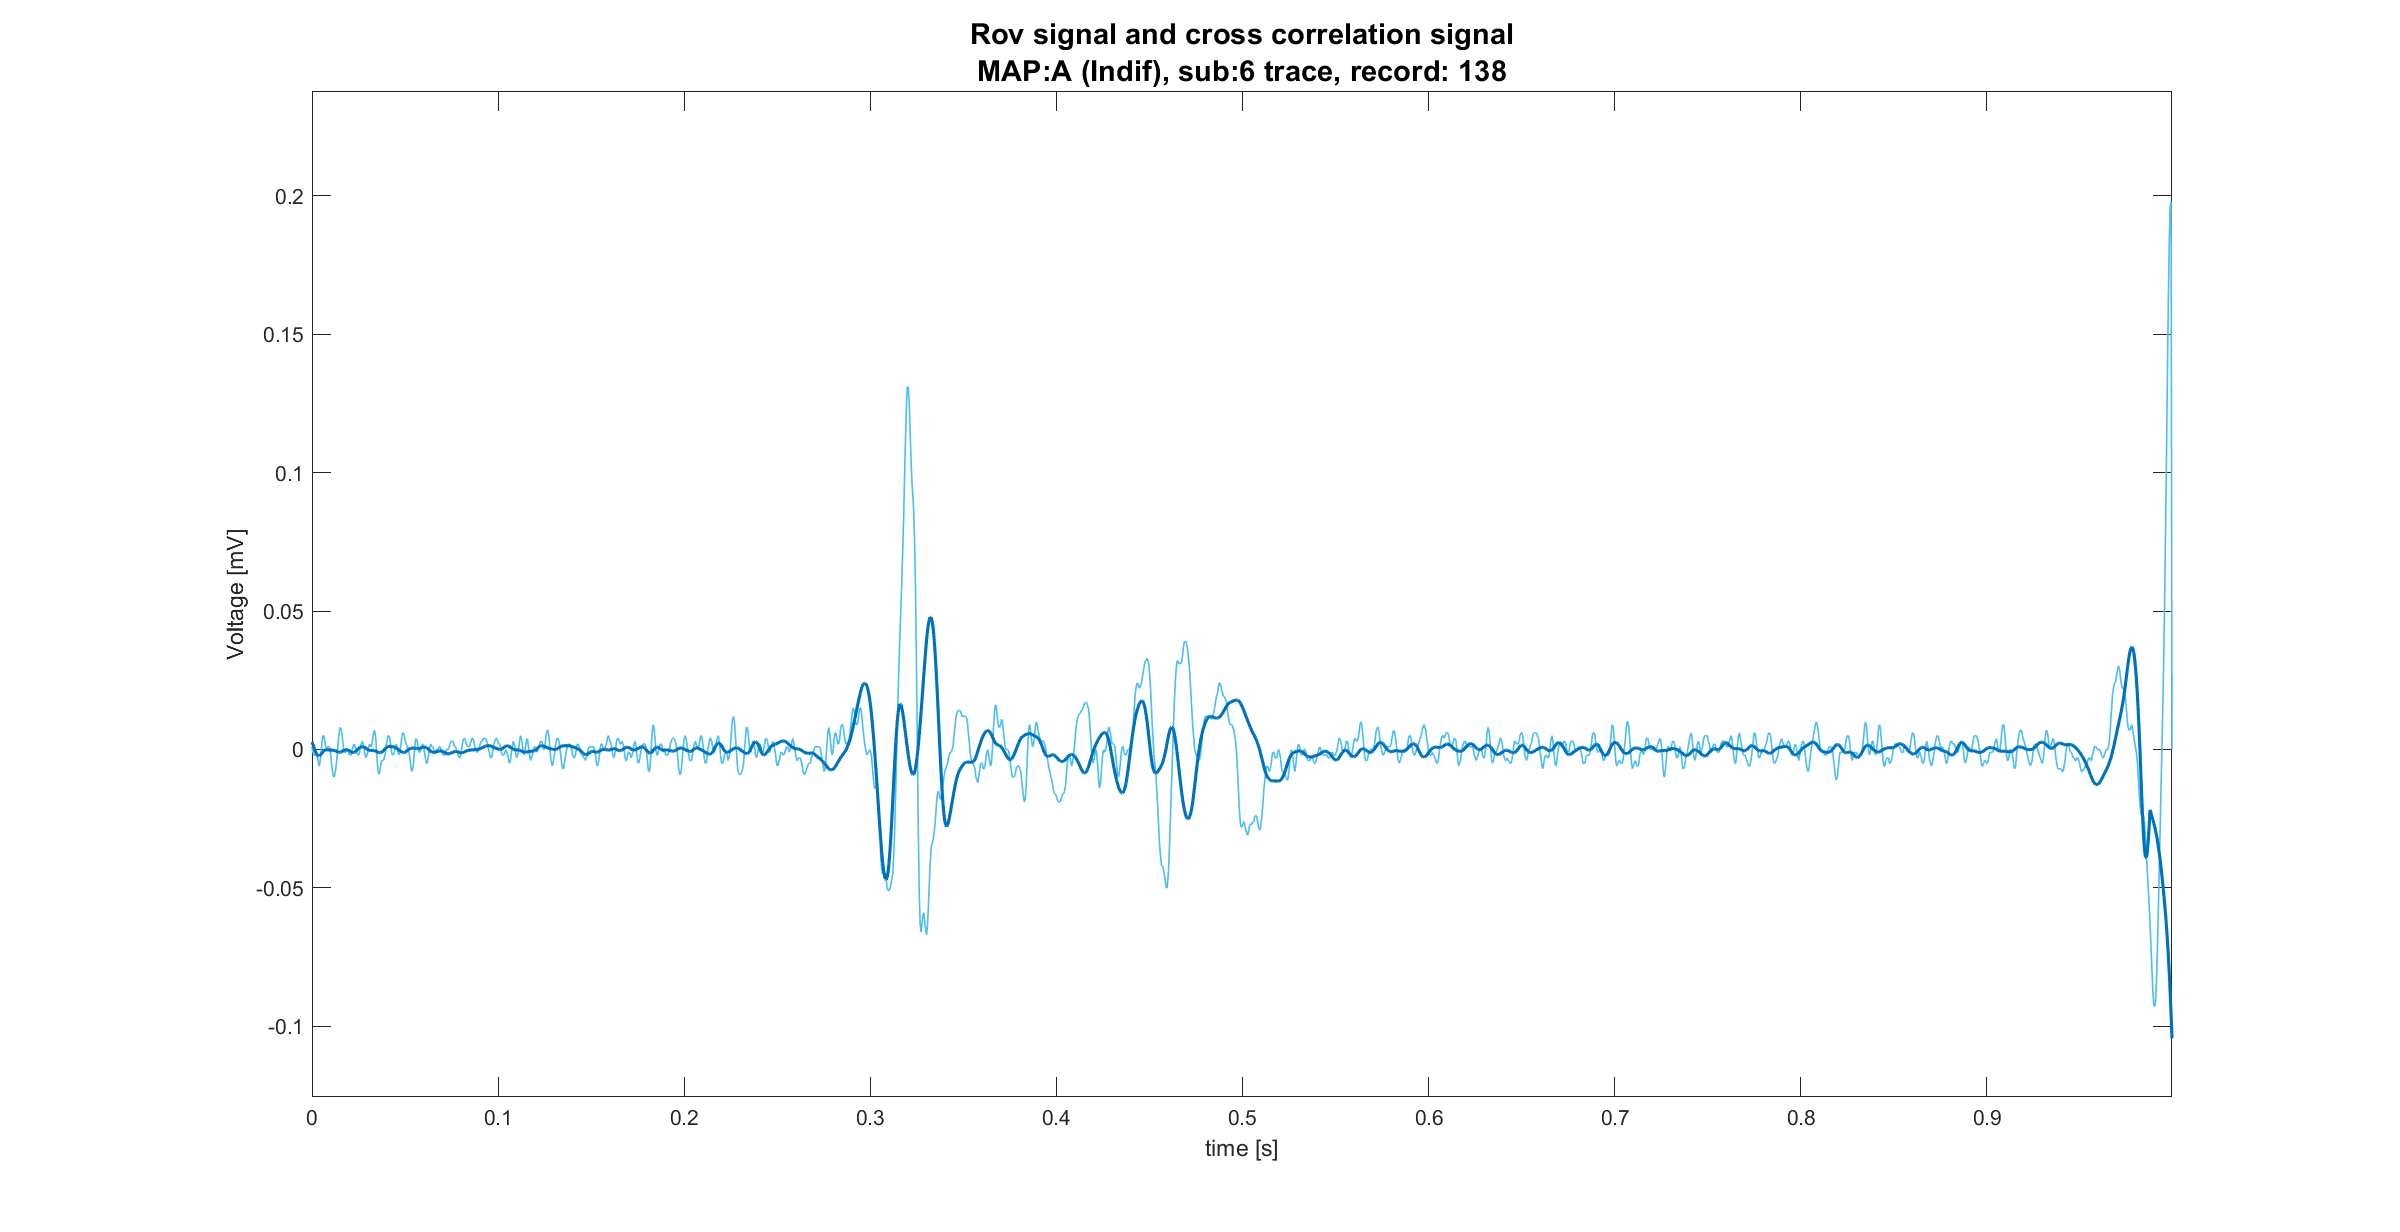 Rov signal and cross correlation signal
MAP:A (Indif), sub:6 trace, record: 138
Voltage [mV]
0.2
0.15
0.1
0.05
0
-0.05
-0.1
0 0.1 0.2 0.3 0.4 0.5 0.6 0.7 0.8 0.9
time [s]